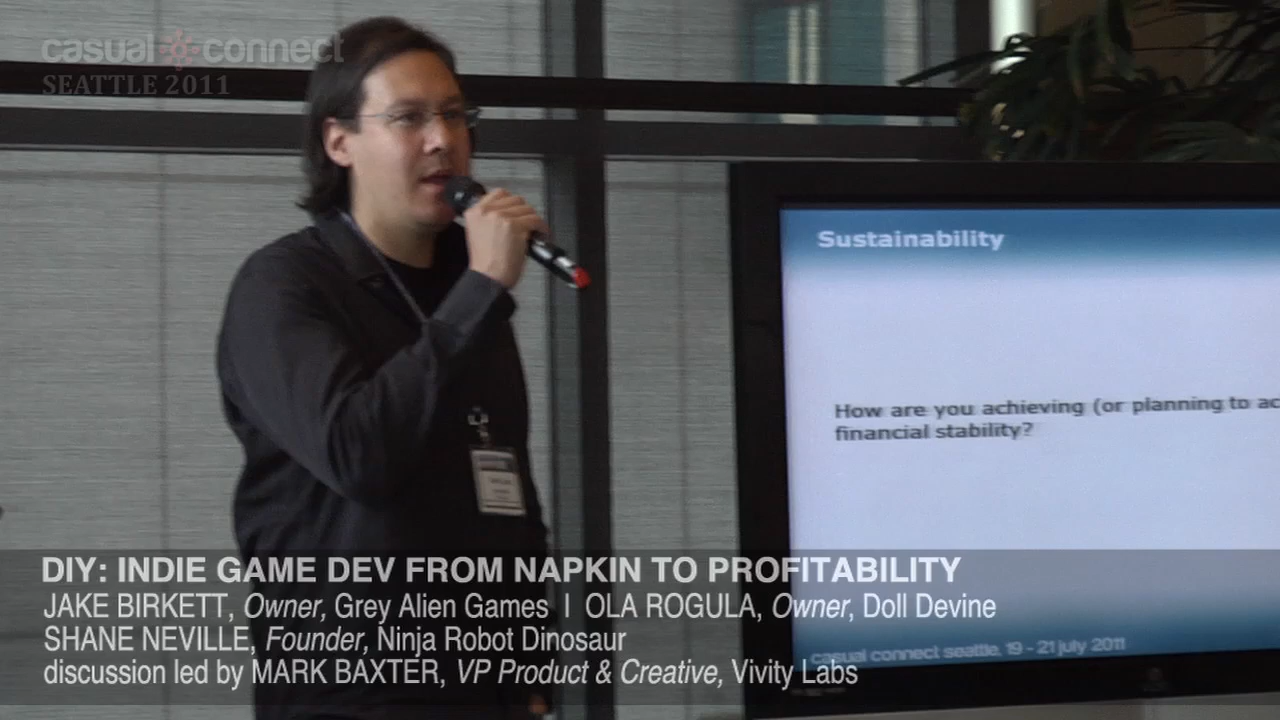 casual connect
SEATTLE 2011
Sustainability
How are you achieving (or planning to
financial stability?
casual connect seattle, 19 - 21 july 2011
DIY: INDIE GAME DEV FROM NAPKIN TO PROFITABILITY
JAKE BIRKETT, Owner, Grey Alien Games | OLA ROGULA, Owner, Doll Devine
SHANE NEVILLE, Founder, Ninja Robot Dinosaur
discussion led by MARK BAXTER, VP Product & Creative, Vivity Labs